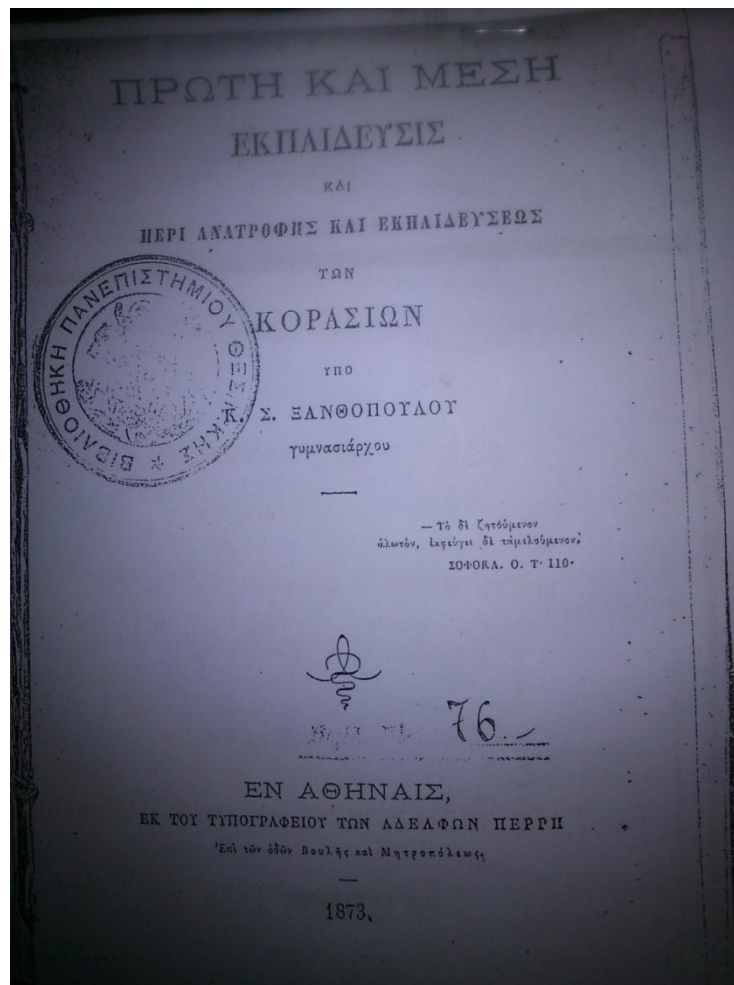 ΠΡΩΤΗ ΚΑΙ ΜΕΣΗ
ΕΚΠΑΙΔΕΥΣΙΣ
ΚΑΙ
ΠΕΡΙ ΑΝΑΤΡΟΦΗΣ ΚΑΙ ΕΚΠΑΙΔΕΥΣΕΩΣ
ΤΩΝ
ΚΟΡΑΣΙΩΝ
ΥΠΟ
Κ. Σ. ΞΑΝΘΟΠΟΥΛΟΥ
γυμνασιάρχου
ΒΙΒΛΙΟΘΗΚΗ ΠΑΝΕΠΙΣΤΗΜΙΟΥ ΘΕΣ/ΝΙΚΗΣ
— Τὸ δὲ ζητούμενον
ἁλωτόν, ἐκφεύγει δὲ τἀμελούμενον.
ΣΟΦΟΚΛ. Ο. Τ. 110.
76.-
ΕΝ ΑΘΗΝΑΙΣ,
ΕΚ ΤΟΥ ΤΥΠΟΓΡΑΦΕΙΟΥ ΤΩΝ ΑΔΕΛΦΩΝ ΠΕΡΡΗ
Ἐπὶ τῶν ὁδῶν Βουλῆς καὶ Μητροπόλεως,
1873.